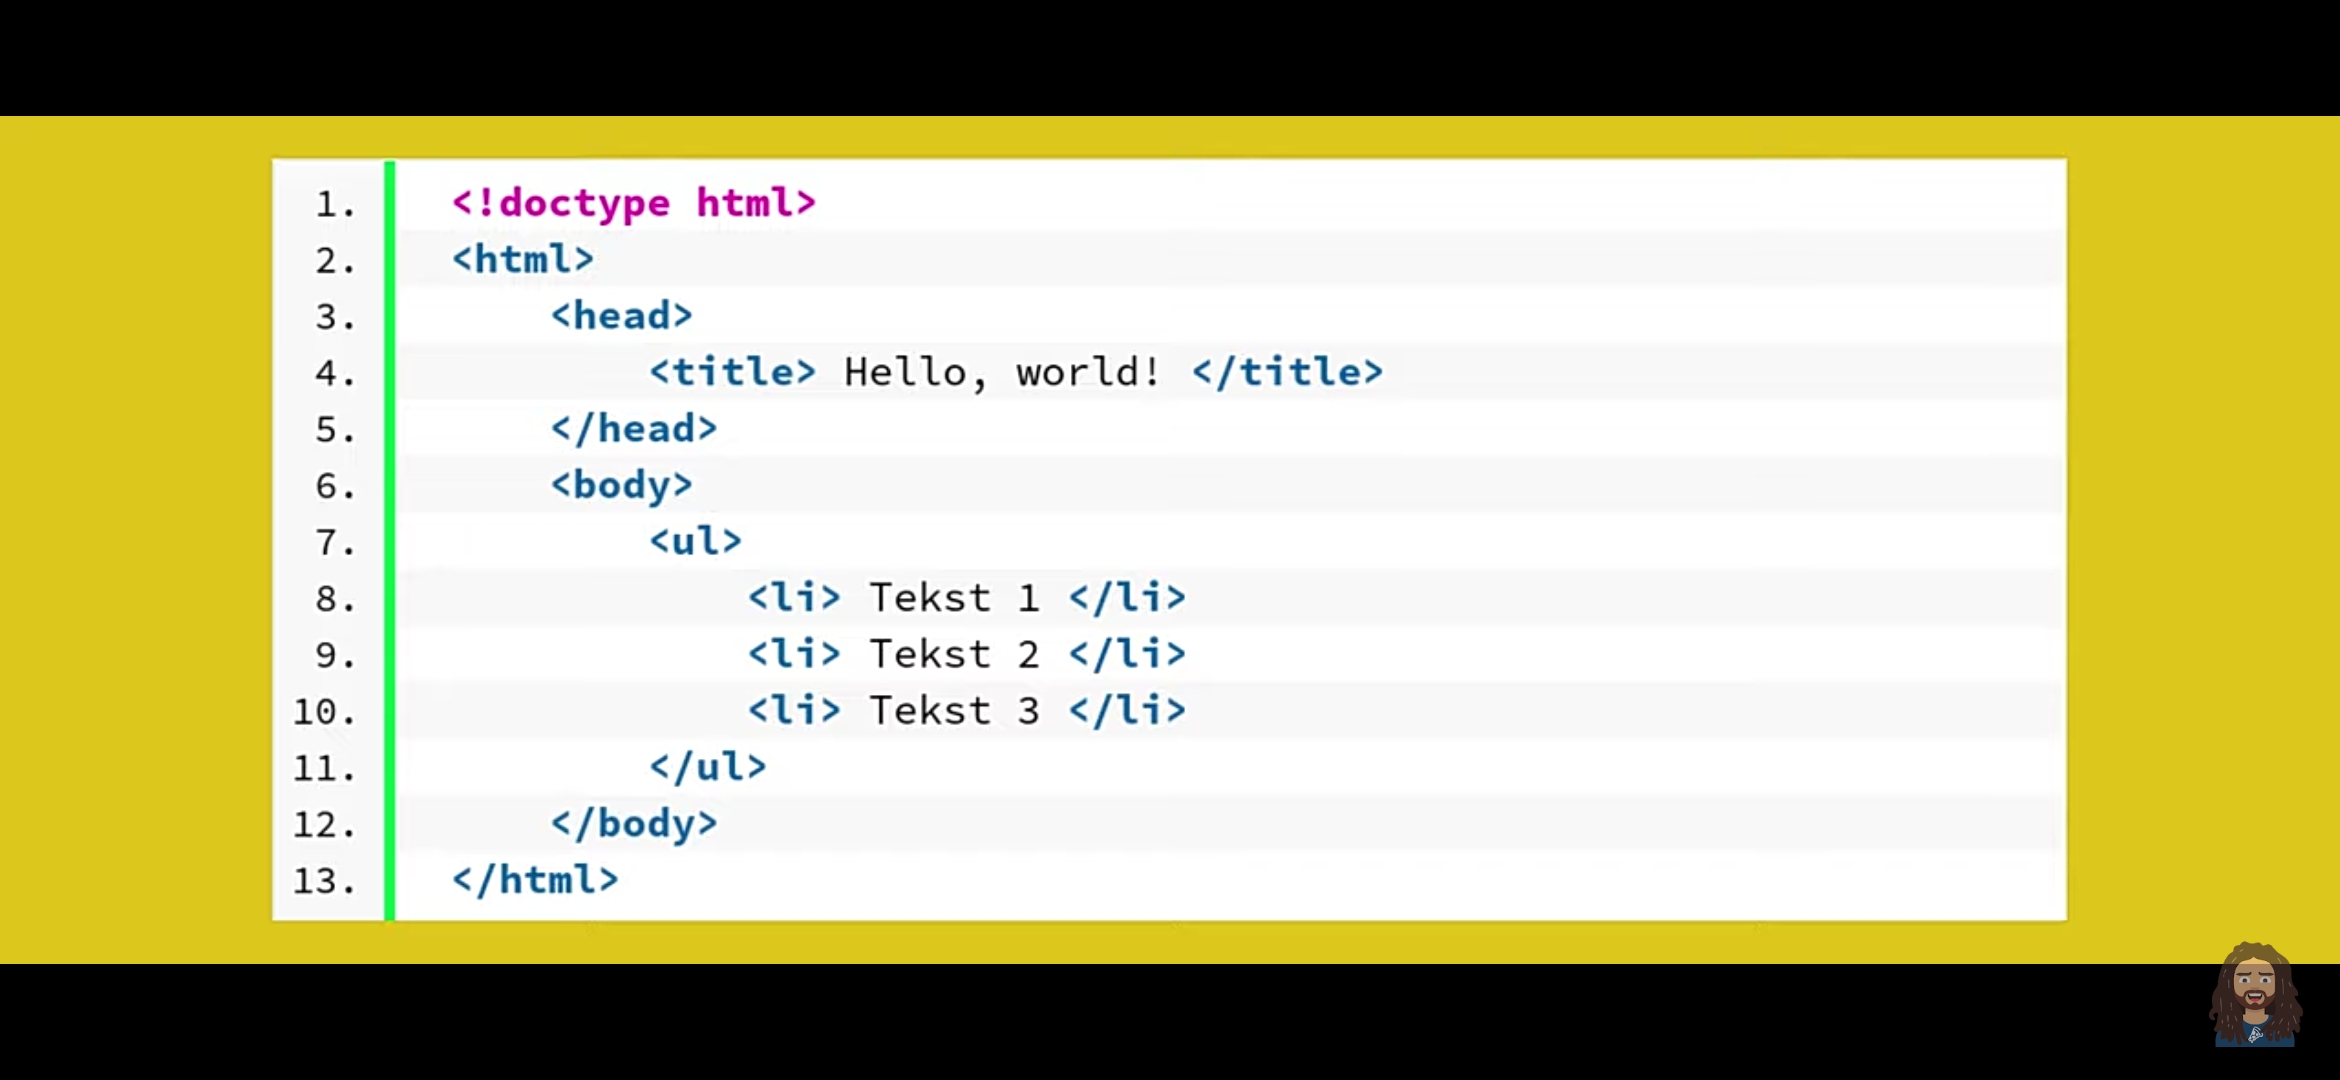 1. <!doctype html>
2. <html>
3. <head>
4. <title> Hello, world! </title>
5. </head>
6. <body>
7. <ul>
8. <li> Tekst 1 </li>
9. <li> Tekst 2 </li>
10. <li> Tekst 3 </li>
11. </ul>
12. </body>
13. </html>